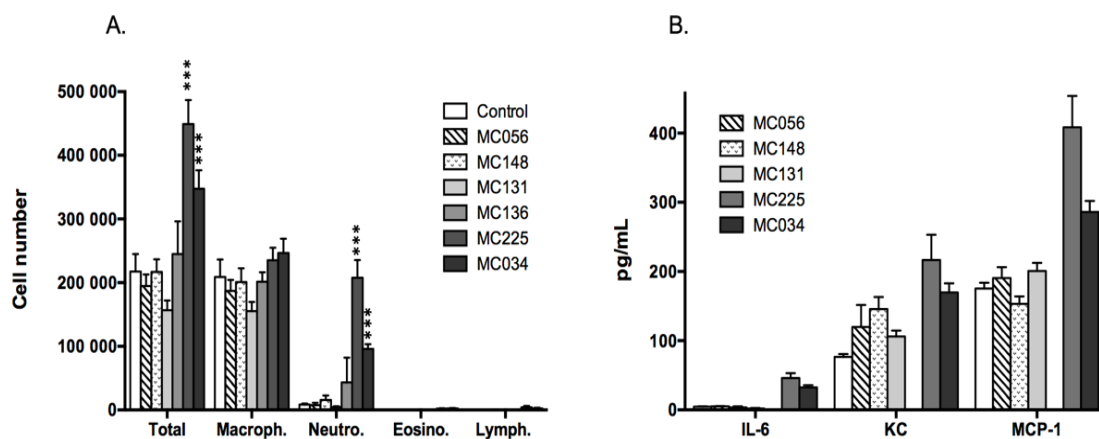 A.
Cell number
500 000
400 000
300 000
200 000
100 000
0
***
***
***
***
Control
MC056
MC148
MC131
MC136
MC225
MC034
Total
Macroph.
Neutro.
Eosino.
Lymph.
B.
pg/mL
400
300
200
100
0
MC056
MC148
MC131
MC225
MC034
IL-6
KC
MCP-1